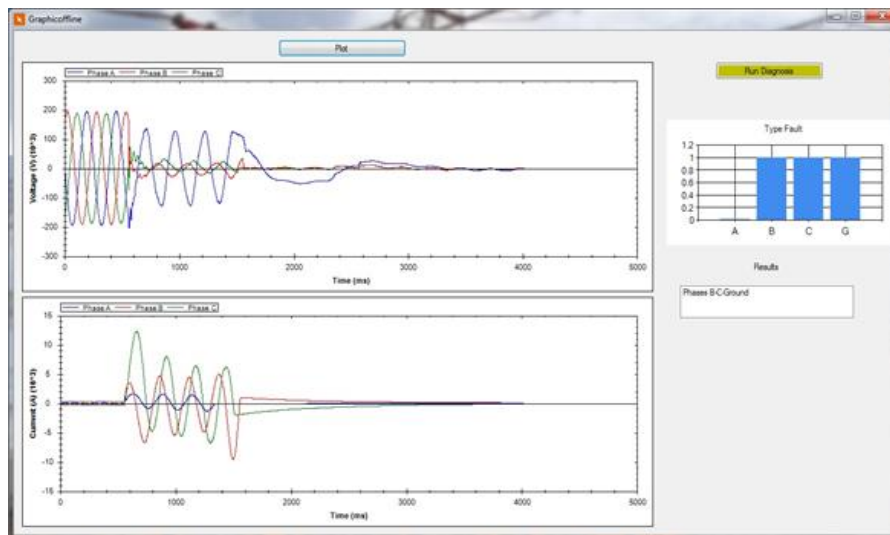 Graphicoffline
Plot
Run Diagnosis
Phase A Phase B Phase C
300
200
100
0
-100
-200
-300
Voltage (V) (10^3)
0 1000 2000 3000 4000 5000
Time (ms)
Type Fault
1.2
1
0.8
0.6
0.4
0.2
0
A B C G
Results
Phases B-C-Ground
Phase A Phase B Phase C
15
10
5
0
-5
-10
-15
Current (A) (10^3)
0 1000 2000 3000 4000 5000
Time (ms)